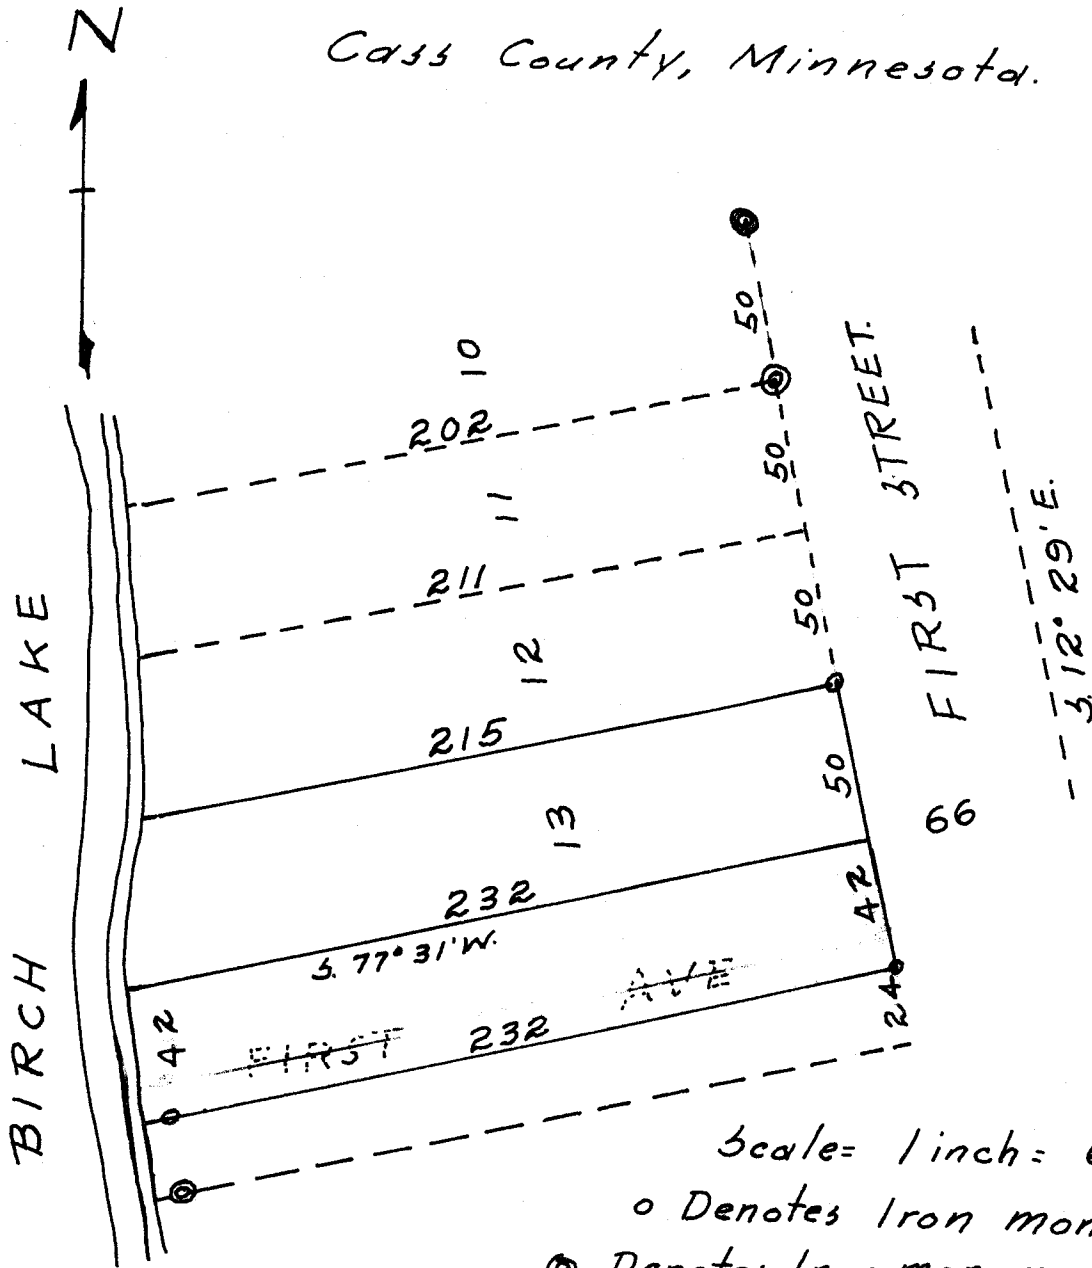 N
Cass County, Minnesota.
50
10
202
50
FIRST STREET.
11
211
50
S. 12° 29' E.
12
215
50
13
66
232
42
S. 77° 31' W.
AVE
42
FIRST
232
24
BIRCH LAKE
Scale= 1 inch=
o Denotes Iron
Denotes